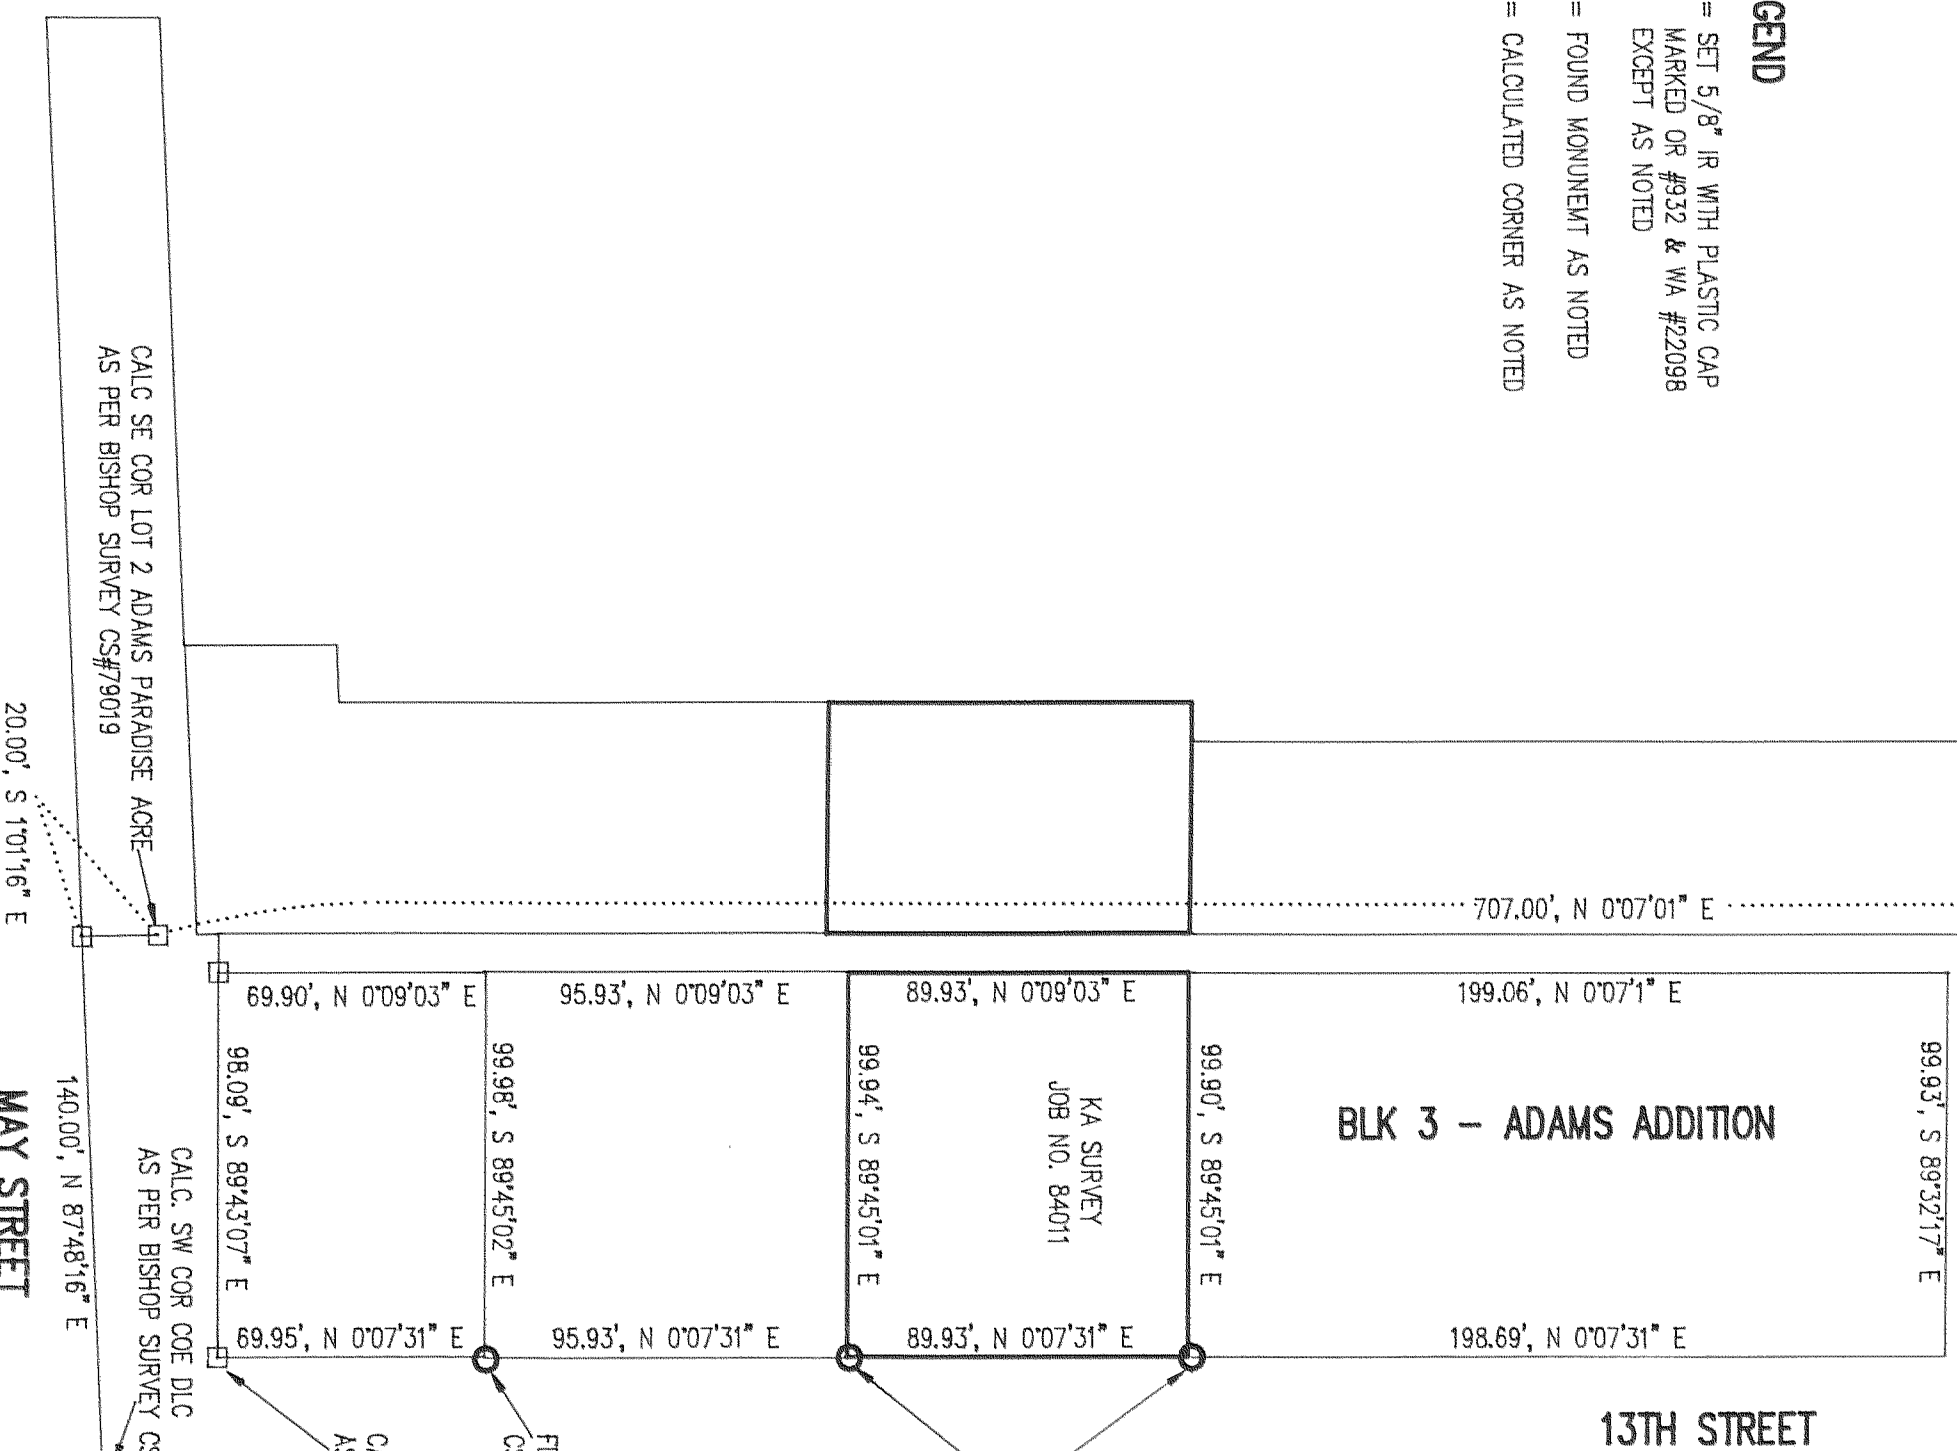 GEND
= SET 5/8" IR WITH PLASTIC CAP
MARKED OR #932 & WA #22098
EXCEPT AS NOTED
= FOUND MONUNEMT AS NOTED
= CALCULATED CORNER AS NOTED
CALC SE COR LOT 2 ADAMS PARADISE ACRE
AS PER BISHOP SURVEY CS#79019
20.00', S 1°01'16" E
707.00', N 0°07'01" E
69.90', N 0°09'03" E
95.93', N 0°09'03" E
89.93', N 0°09'03" E
199.06', N 0°07'1" E
98.09', S 89°43'07" E
99.98', S 89°45'02" E
99.94', S 89°45'01" E
KA SURVEY
JOB NO. 84011
99.90', S 89°45'01" E
BLK 3 - ADAMS ADDITION
99.93', S 89°32'17" E
69.95', N 0°07'31" E
95.93', N 0°07'31" E
89.93', N 0°07'31" E
198.69', N 0°07'31" E
140.00', N 87°48'16" E
MAY STREET
CALC. SW COR COE DLC
AS PER BISHOP SURVEY CS
13TH STREET